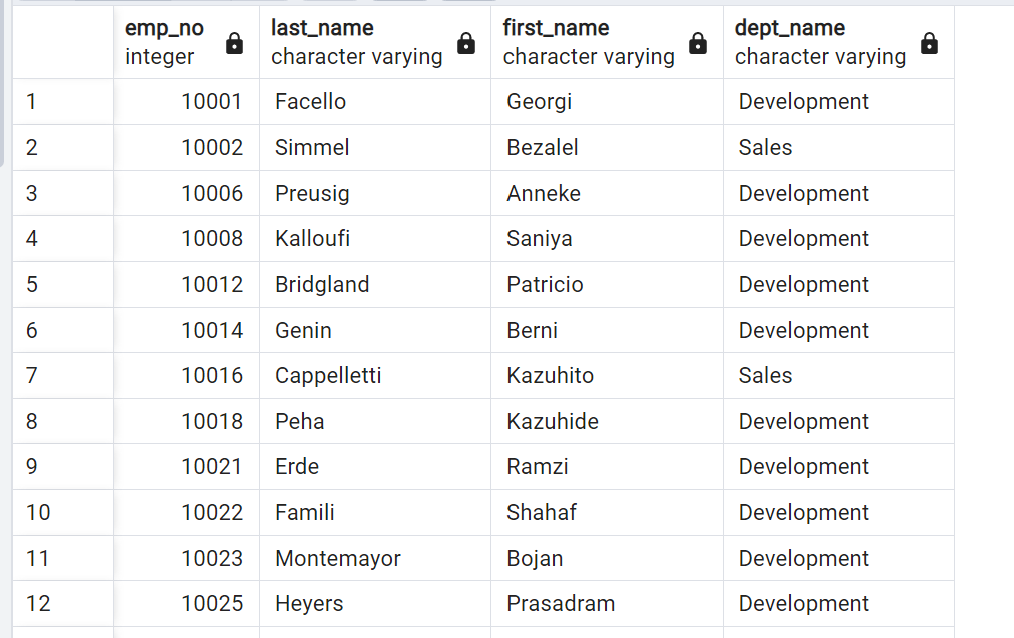 emp_no last_name first_name dept_name
integer character varying character varying character varying
1 10001 Facello Georgi Development
2 10002 Simmel Bezalel Sales
3 10006 Preusig Anneke Development
4 10008 Kalloufi Saniya Development
5 10012 Bridgland Patricio Development
6 10014 Genin Berni Development
7 10016 Cappelletti Kazuhito Sales
8 10018 Peha Kazuhide Development
9 10021 Erde Ramzi Development
10 10022 Famili Shahaf Development
11 10023 Montemayor Bojan Development
12 10025 Heyers Prasadram Development